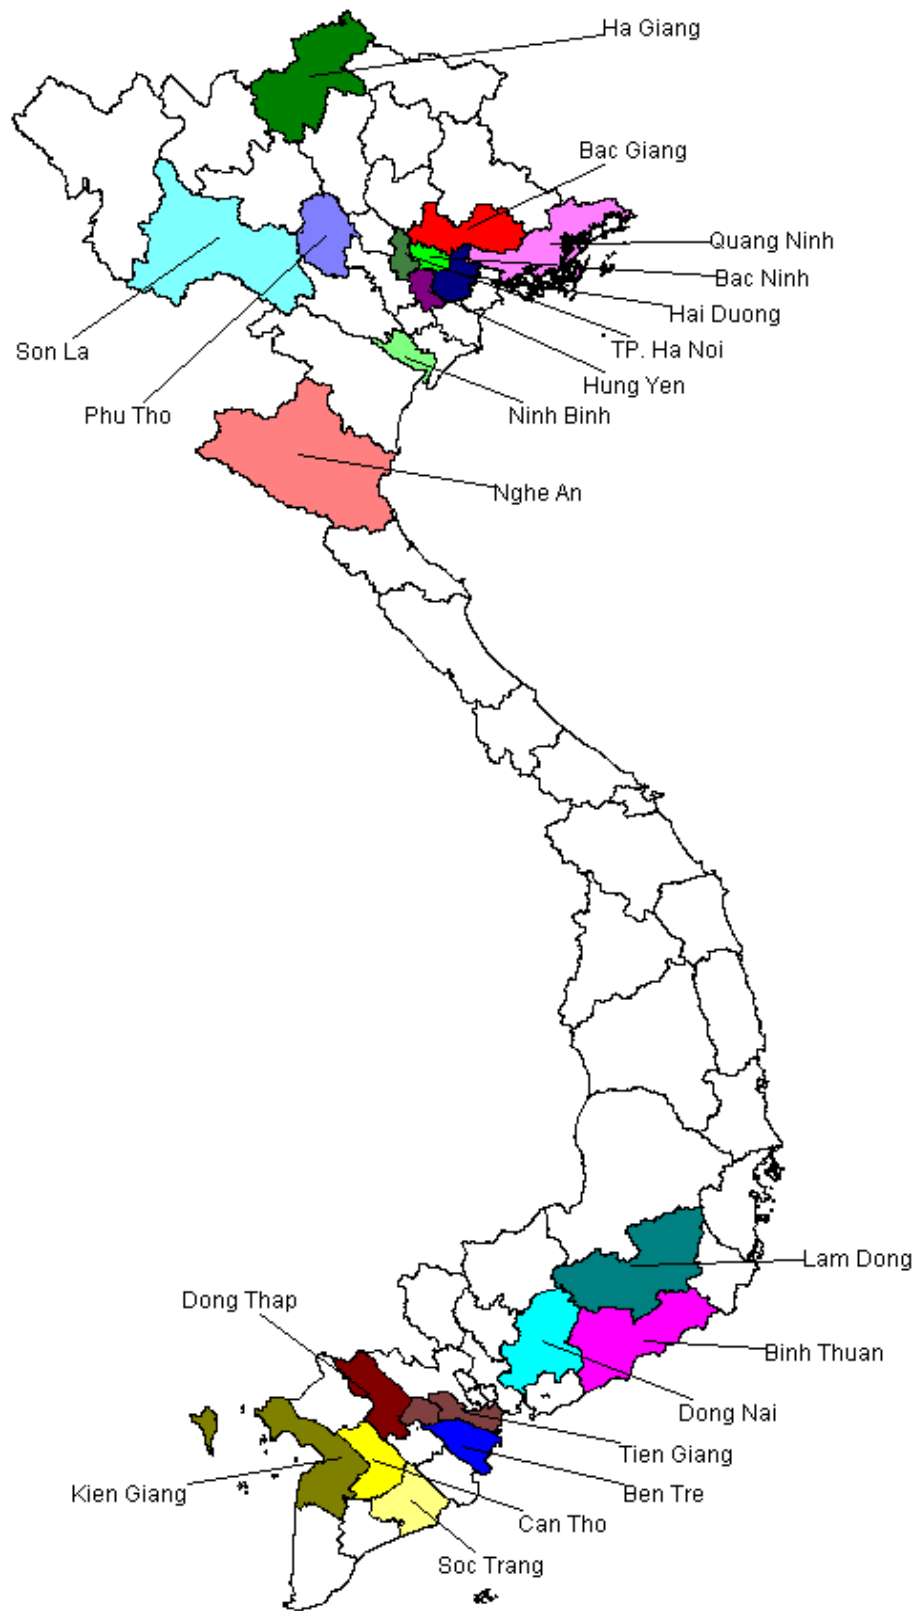 Ha Giang
Bac Giang
Quang Ninh
Bac Ninh
Hai Duong
TP. Ha Noi
Son La
Hung Yen
Phu Tho
Ninh Binh
Nghe An
Lam Dong
Dong Thap
Binh Thuan
Dong Nai
Tien Giang
Kien Giang
Ben Tre
Can Tho
Soc Trang